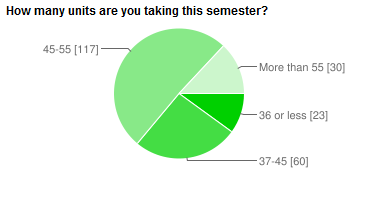 How many units are you taking this semester?
45-55 [117]
More than 55 [30]
36 or less [23]
37-45 [60]